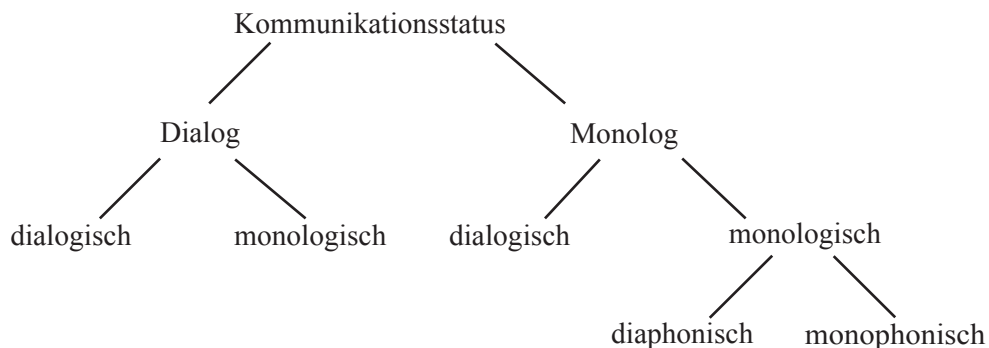 Kommunikationsstatus
Dialog Monolog
dialogisch monologisch dialogisch monologisch
diaphonisch monophonisch